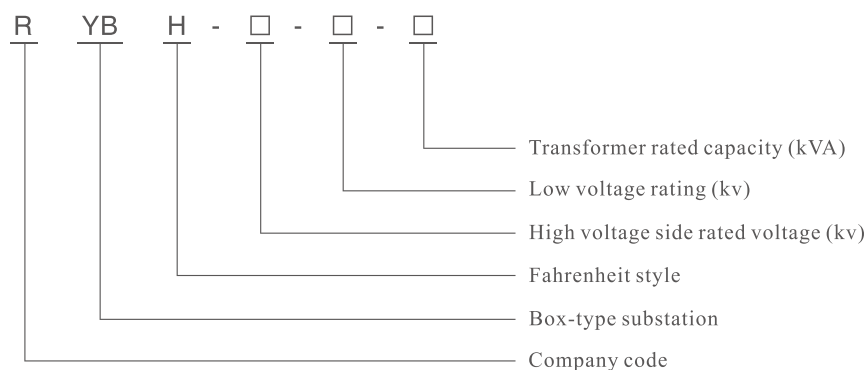 R YB H - □ - □ - □
Transformer rated capacity (kVA)
Low voltage rating (kv)
High voltage side rated voltage (kv)
Fahrenheit style
Box-type substation
Company code